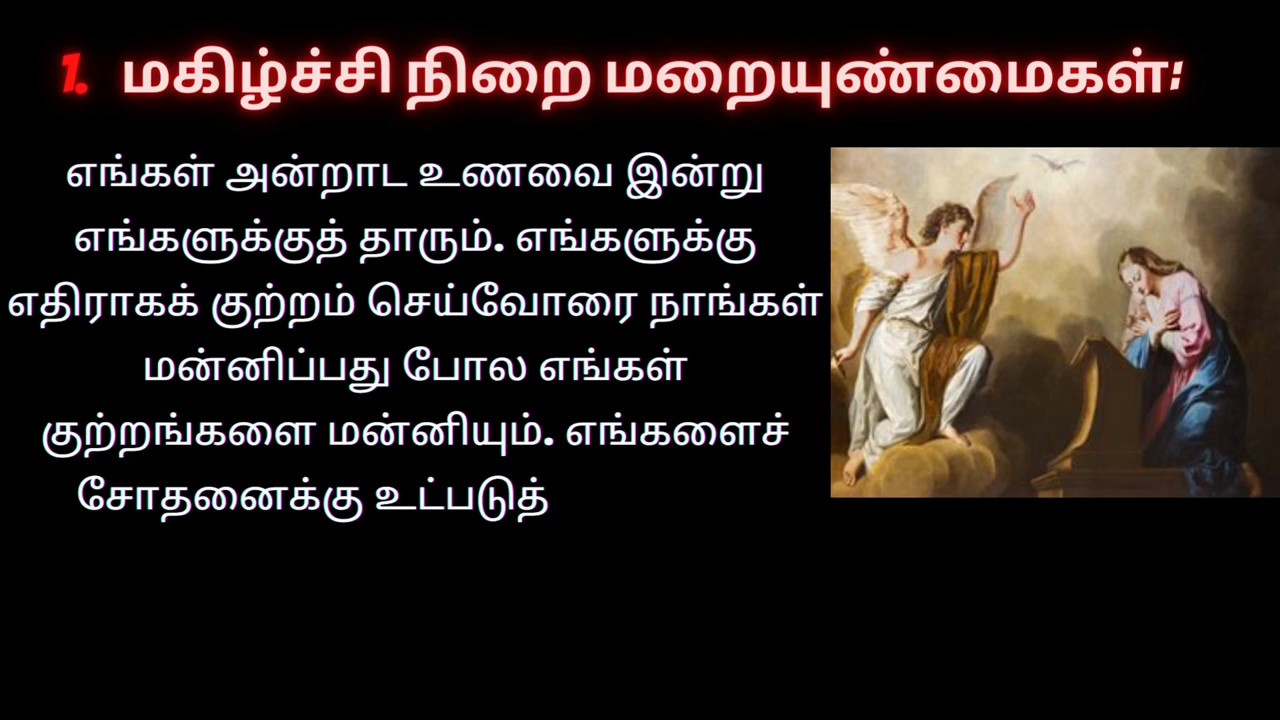 1. மகிழ்ச்சி நிறை மறையுண்மைகள்!
எங்கள் அன்றாட உணவை இன்று
எங்களுக்குத் தாரும். எங்களுக்கு
எதிராகக் குற்றம் செய்வோரை நாங்கள்
மன்னிப்பது போல எங்கள்
குற்றங்களை மன்னியும். எங்களைச்
சோதனைக்கு உட்படுத்